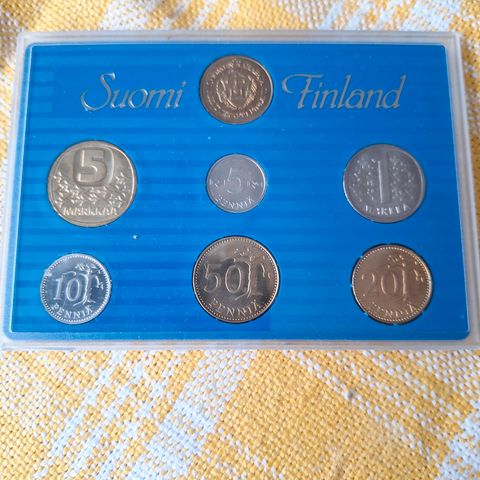 Suomi Finland
5
MARKKAA
5
PENNIÄ
1
MARKKA
10
PENNIÄ
50
PENNIÄ
20
PENNIÄ